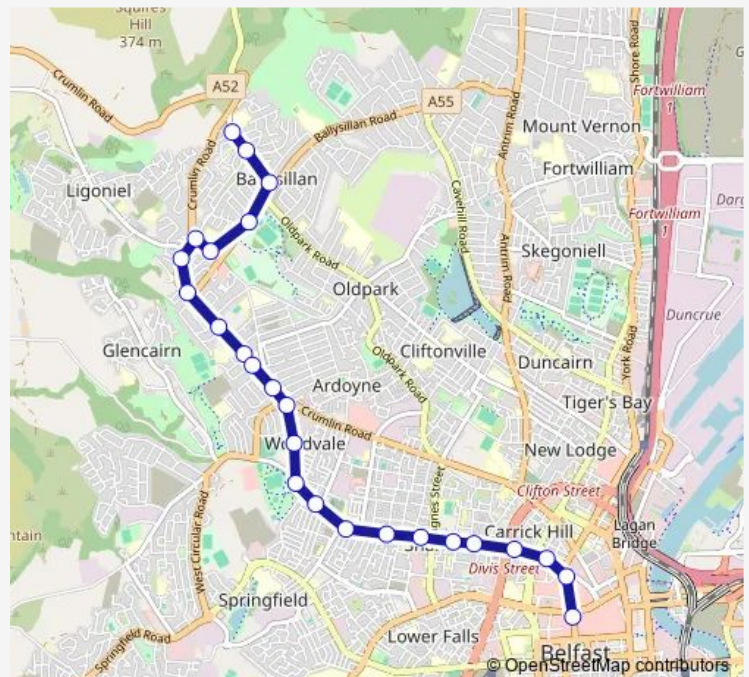 Squires
Hill
374 m
Crumlin Road
A52
A55
Ballysillan Road
Antrim Road
Shore Road
Fortwilliam
1
Mount Vernon
Fortwilliam
Ligoniel
Crumlin Road
Cavehill Road
Fortwilliam
1
Oldpark Road
Skegoniell
Antrim Road
Oldpark
Duncrue
Glencairn
Cliftonville
Duncairn
York Road
Oldpark Road
Ardoyne
Tiger's Bay
Crumlin Road
New Lodge
Clifton Street
West Circular Road
Carrick Hill
Lagan
Bridge
Divis Street
Springfield
Lower Falls
Springfield Road
Belfast
© OpenStreetMap contributors